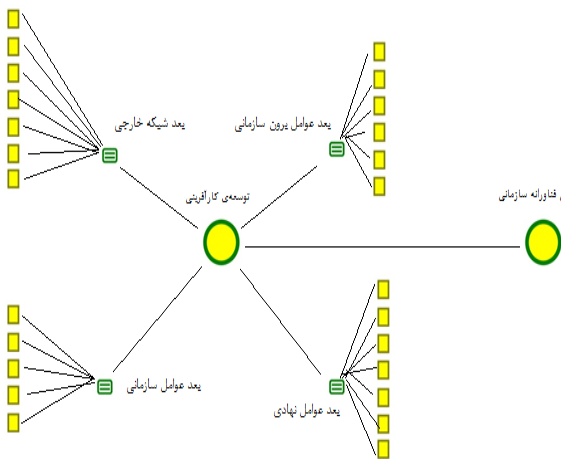 بعد شبکه خارجی
بعد عوامل برون سازمانی
توسعه‌ی کارآفرینی
فناورانه سازمانی
بعد عوامل سازمانی
بعد عوامل نهادی